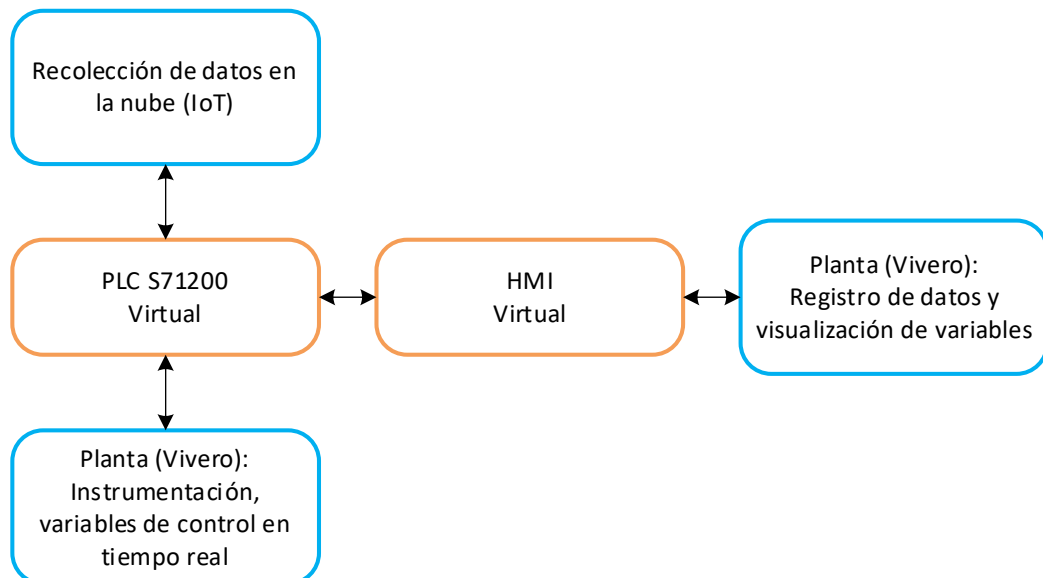 Recolección de datos en
la nube (IoT)
PLC S71200
Virtual
HMI
Virtual
Planta (Vivero):
Registro de datos y
visualización de variables
Planta (Vivero):
Instrumentación,
variables de control en
tiempo real